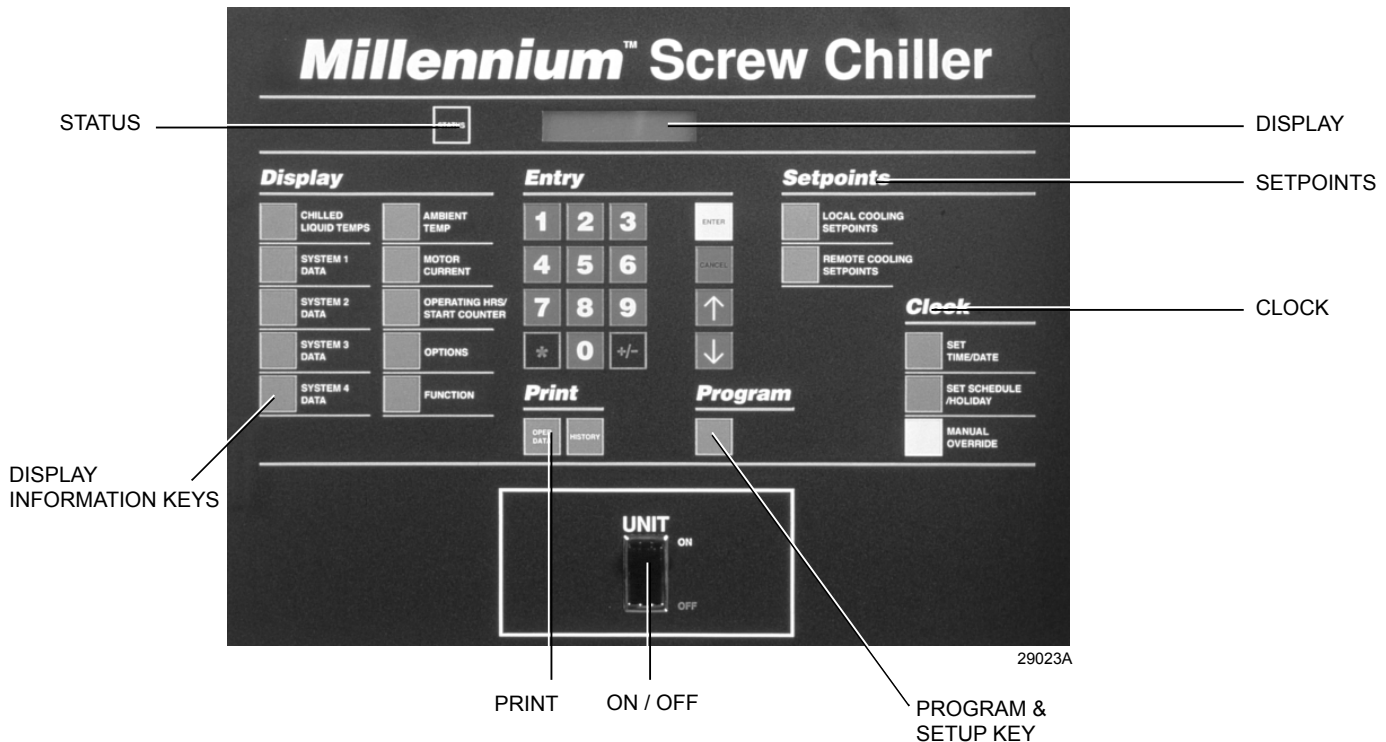 Millennium™ Screw Chiller
STATUS
STATUS
DISPLAY
Display
Entry
Setpoints
SETPOINTS
CHILLED
LIQUID TEMPS
AMBIENT
TEMP
1 2 3
ENTER
LOCAL COOLING
SETPOINTS
SYSTEM 1
DATA
MOTOR
CURRENT
4 5 6
CANCEL
REMOTE COOLING
SETPOINTS
SYSTEM 2
DATA
OPERATING HRS/
START COUNTER
7 8 9
↑
Clock
CLOCK
SYSTEM 3
DATA
OPTIONS
* 0 +/-
↓
SET
TIME/DATE
SYSTEM 4
DATA
FUNCTION
Print
Program
SET SCHEDULE
/HOLIDAY
OPER
DATA
HISTORY
MANUAL
OVERRIDE
DISPLAY
INFORMATION KEYS
UNIT
ON
OFF
29023A
PRINT
ON / OFF
PROGRAM &
SETUP KEY